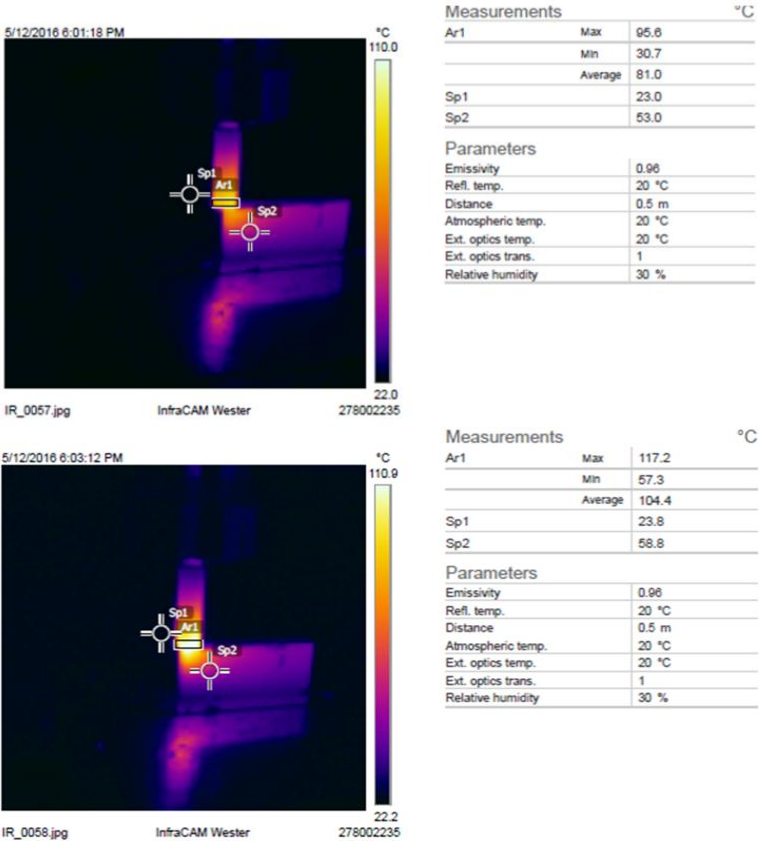 5/12/2016 6:01:18 PM
°C
110.0
Sp1
Ar1
Sp2
22.0
IR_0057.jpg InfraCAM Wester 278002235
Measurements °C
Ar1 Max 95.6
Min 30.7
Average 81.0
Sp1 23.0
Sp2 53.0
Parameters
Emissivity 0.96
Refl. temp. 20 °C
Distance 0.5 m
Atmospheric temp. 20 °C
Ext. optics temp. 20 °C
Ext. optics trans. 1
Relative humidity 30 %
5/12/2016 6:03:12 PM
°C
110.9
Sp1
Ar1
Sp2
22.2
IR_0058.jpg InfraCAM Wester 278002235
Measurements °C
Ar1 Max 117.2
Min 57.3
Average 104.4
Sp1 23.8
Sp2 58.8
Parameters
Emissivity 0.96
Refl. temp. 20 °C
Distance 0.5 m
Atmospheric temp. 20 °C
Ext. optics temp. 20 °C
Ext. optics trans. 1
Relative humidity 30 %